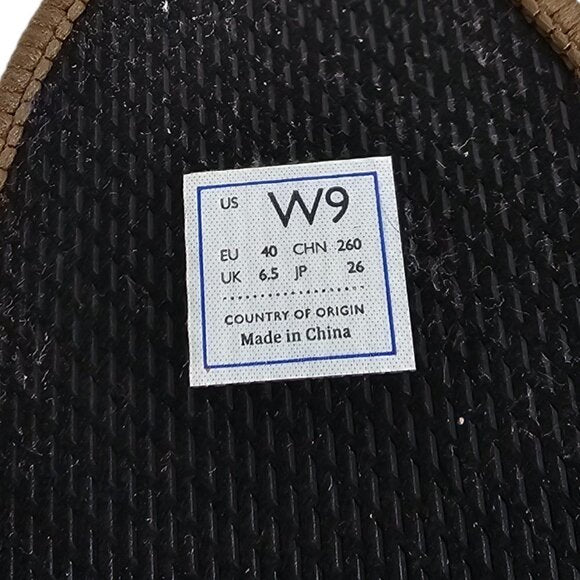 US W9
EU 40 CHN 260
UK 6.5 JP 26
COUNTRY OF ORIGIN
Made in China